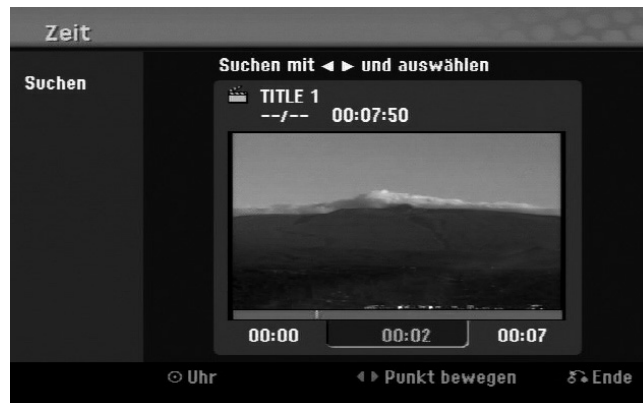 Zeit
Suchen mit ◄ ► und auswählen
Suchen
TITLE 1
--/-- 00:07:50
00:00 00:02 00:07
⊙ Uhr ◄ ► Punkt bewegen Ende